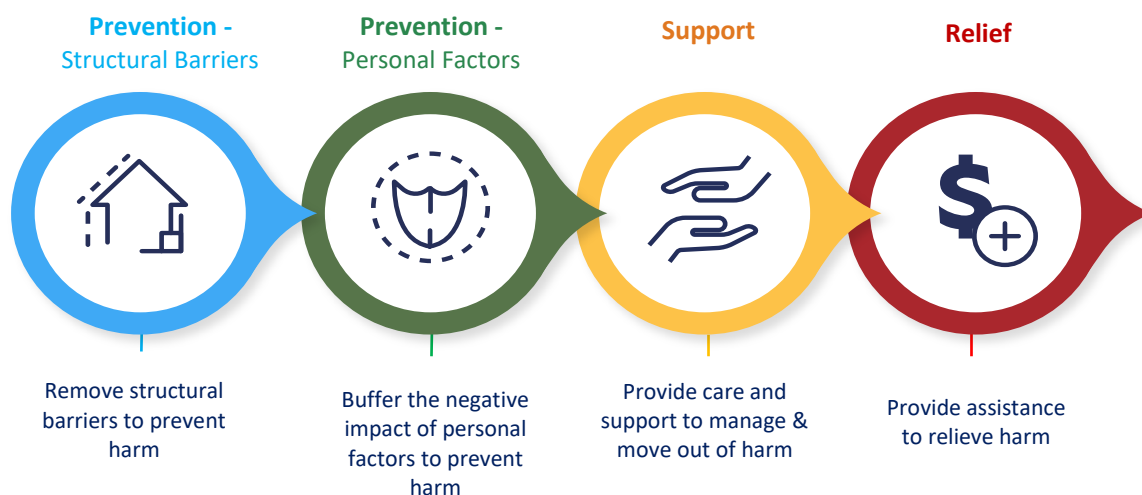 Prevention -
Structural Barriers
Prevention -
Personal Factors
Support
Relief
$
Remove structural
barriers to prevent
harm
Buffer the negative
impact of personal
factors to prevent
harm
Provide care and
support to manage &
move out of harm
Provide assistance
to relieve harm